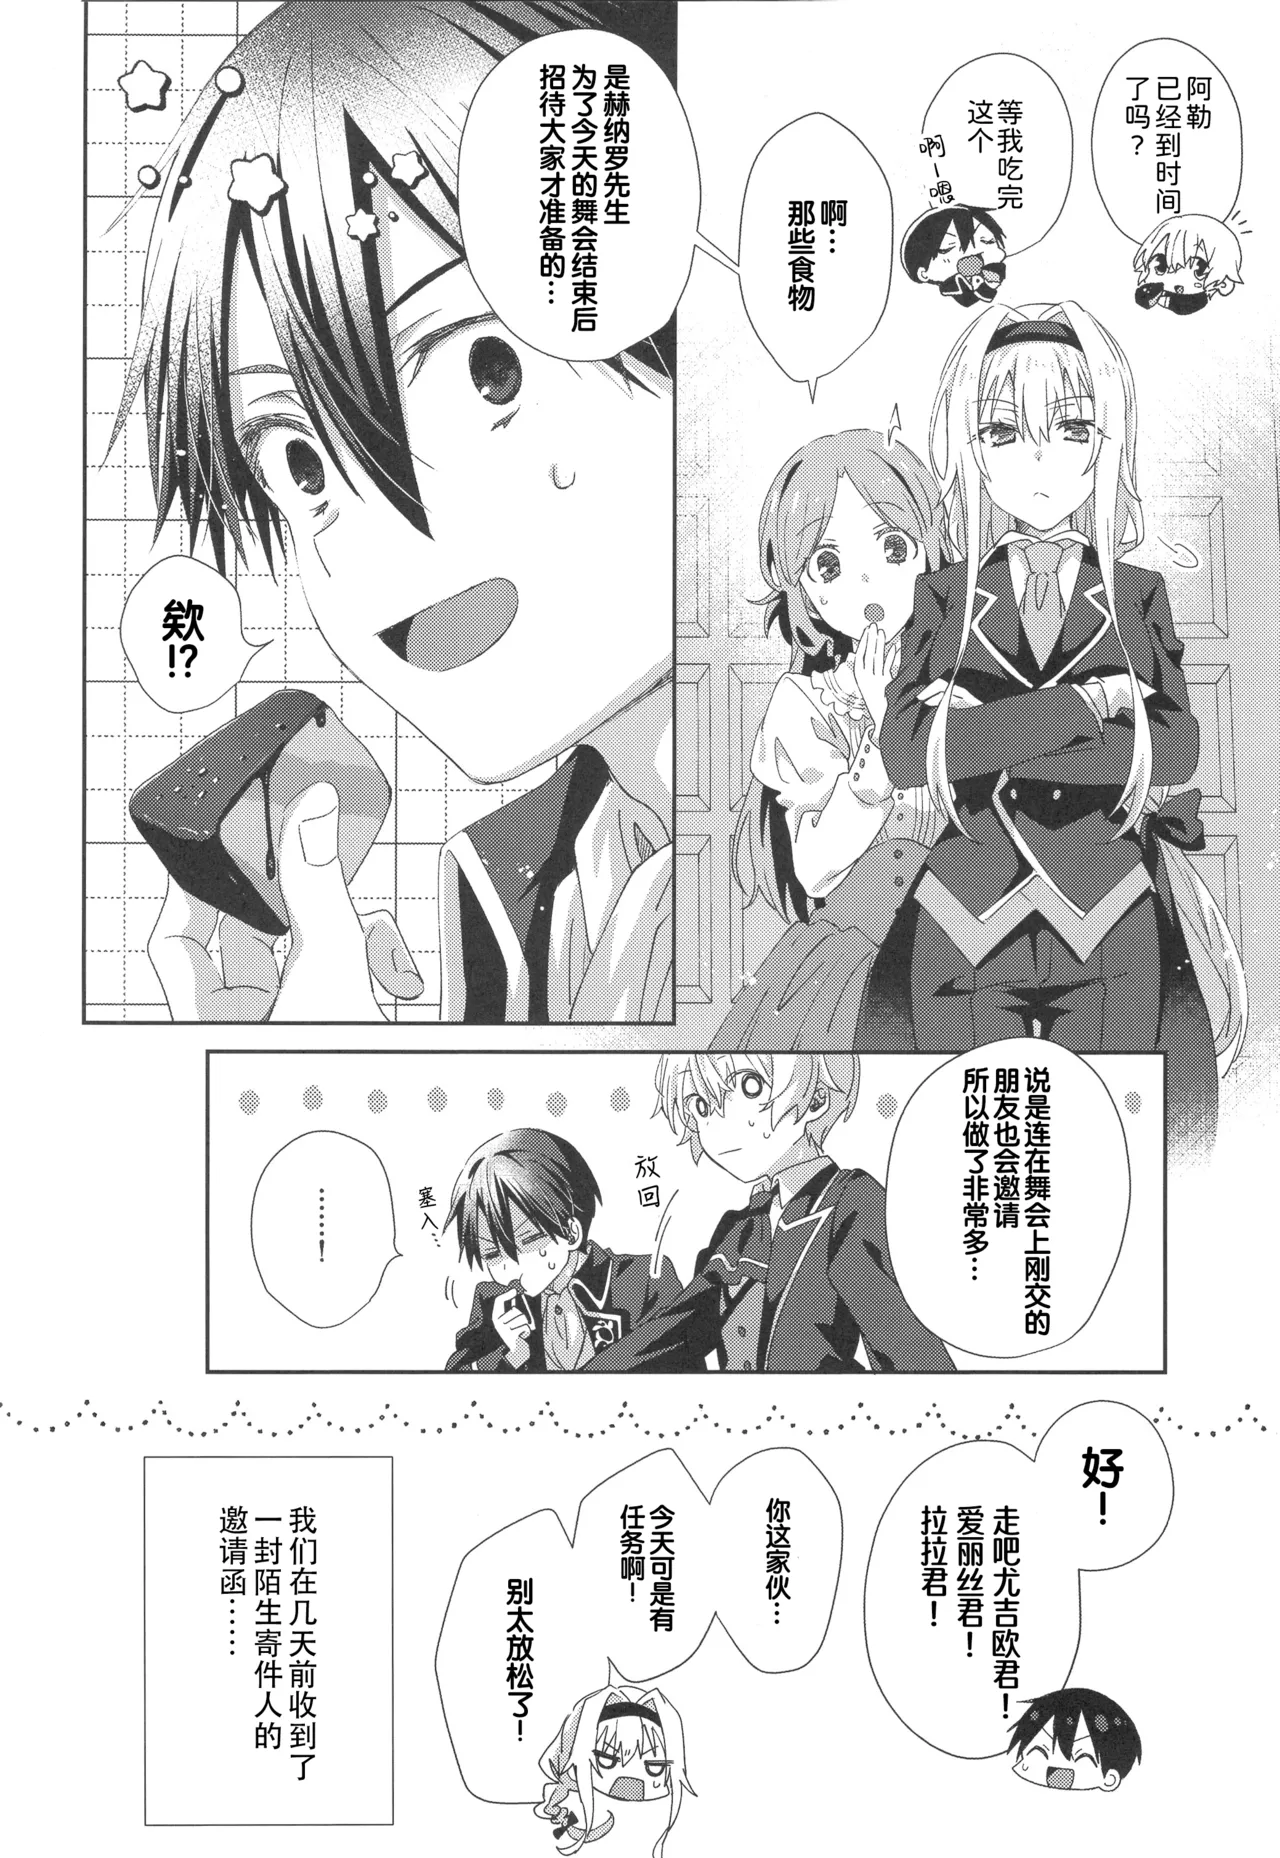 阿勒
已经到时间
了吗？
等我吃完
这个
啊—嗯
啊…
那些食物
是赫纳罗先生
为了今天的舞会结束后
招待大家才准备的…
欸
!?
说是连在舞会上刚交的
朋友也会邀请
所以做了非常多…
放回
塞入…
……！
好！
走吧尤吉欧君！
爱丽丝君！
拉拉君！
你这家伙…
今天可是有
任务啊！
别太放松了！
我们在几天前收到了
一封陌生寄件人的
邀请函……